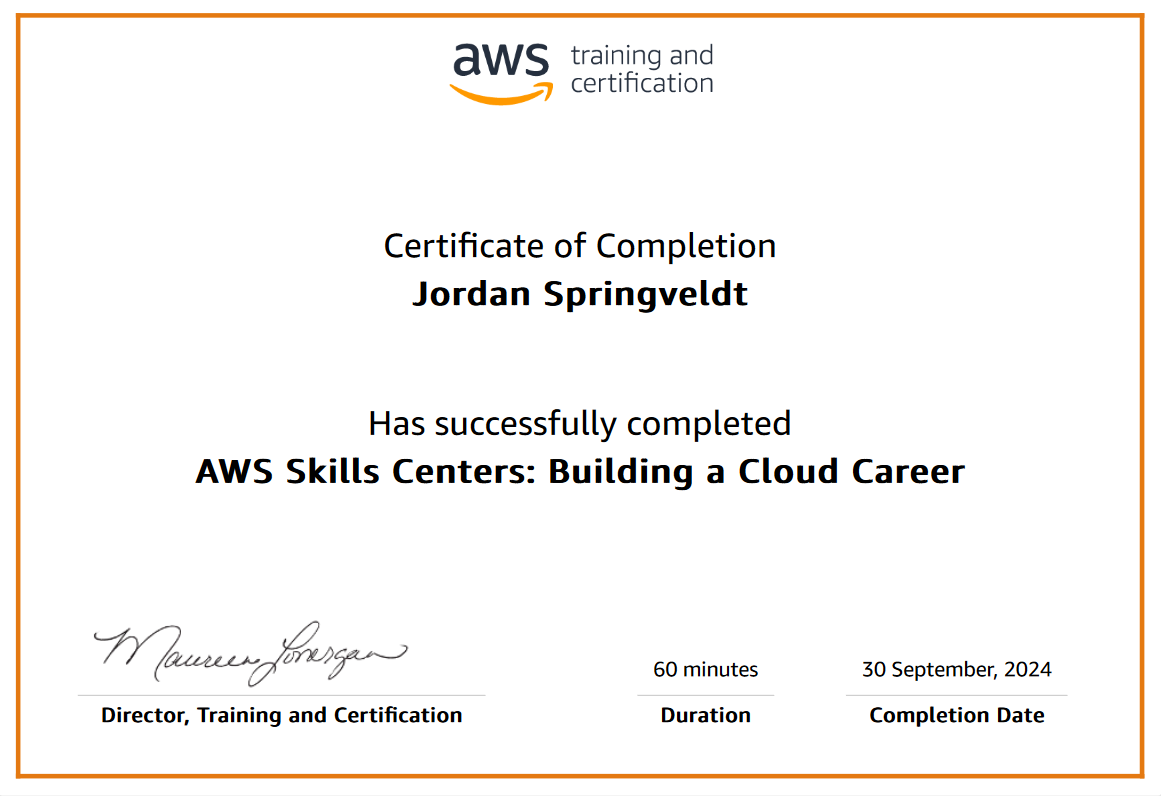 aws training and
certification
Certificate of Completion
Jordan Springveldt
Has successfully completed
AWS Skills Centers: Building a Cloud Career
Maureen Lonergan
60 minutes
30 September, 2024
Director, Training and Certification
Duration
Completion Date